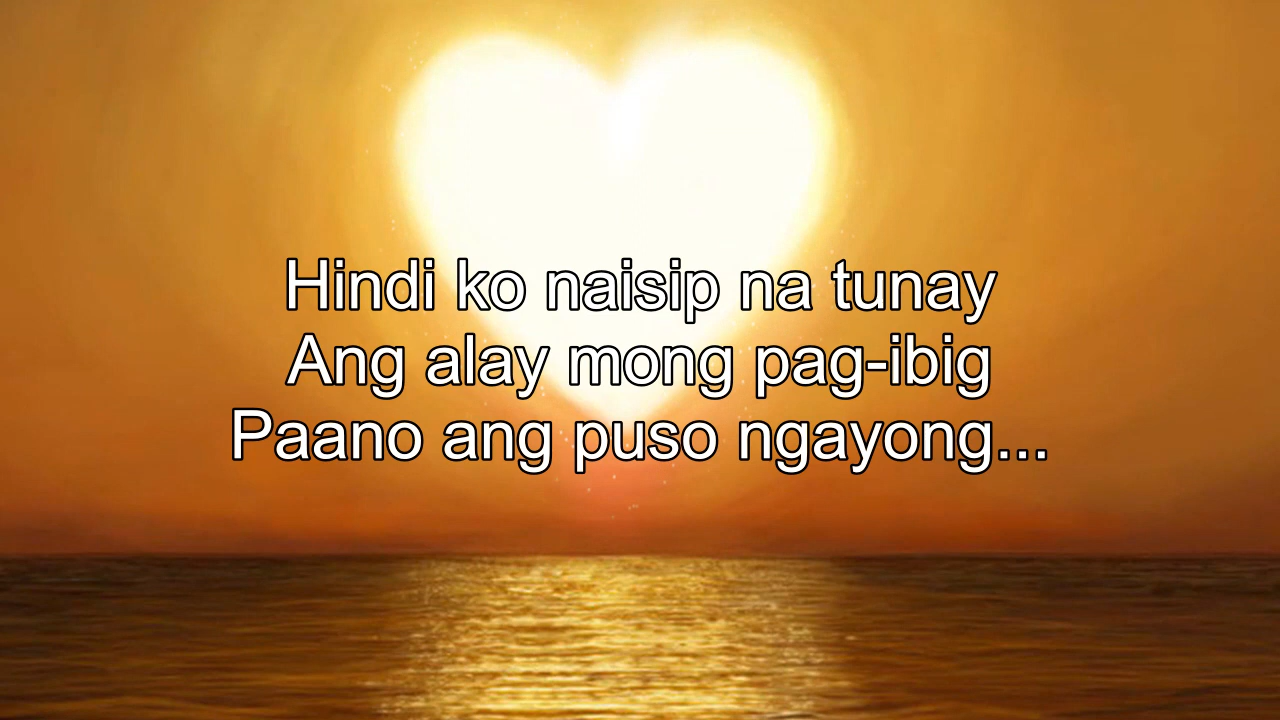 Hindi ko naisip na tunay
Ang alay mong pag-ibig
Paano ang puso ngayong...